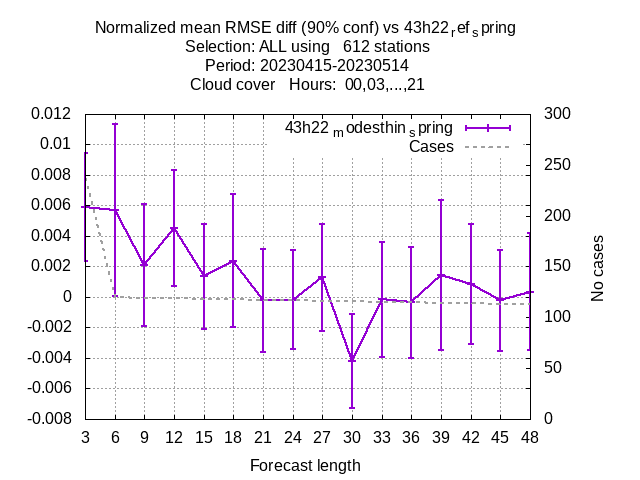 Normalized mean RMSE diff (90% conf) vs 43h22refspring
Selection: ALL using 612 stations
Period: 20230415-20230514
Cloud cover Hours: 00,03,...,21
43h22modesthinspring
Cases
0.012
0.01
0.008
0.006
0.004
0.002
0
-0.002
-0.004
-0.006
-0.008
300
250
200
150
100
50
0
No cases
3 6 9 12 15 18 21 24 27 30 33 36 39 42 45 48
Forecast length